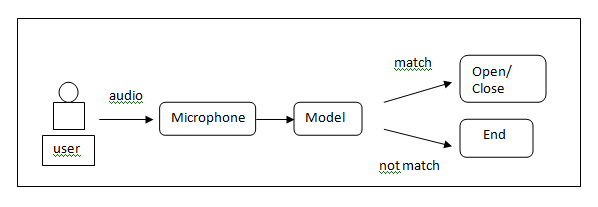 user
audio
Microphone
Model
match
Open/
Close
not match
End